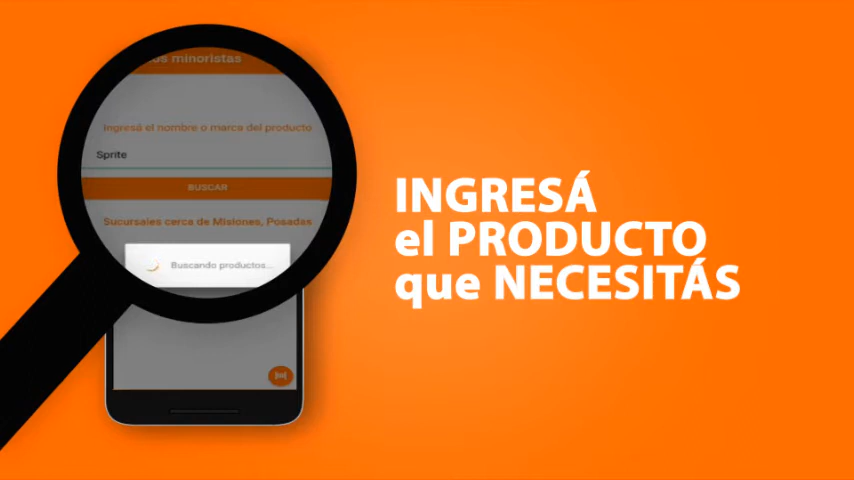 os minoristas
Ingresá el nombre o marca del producto
Sprite
BUSCAR
Sucursales cerca de Misiones, Posadas
Buscando productos...
INGRESÁ
el PRODUCTO
que NECESITÁS